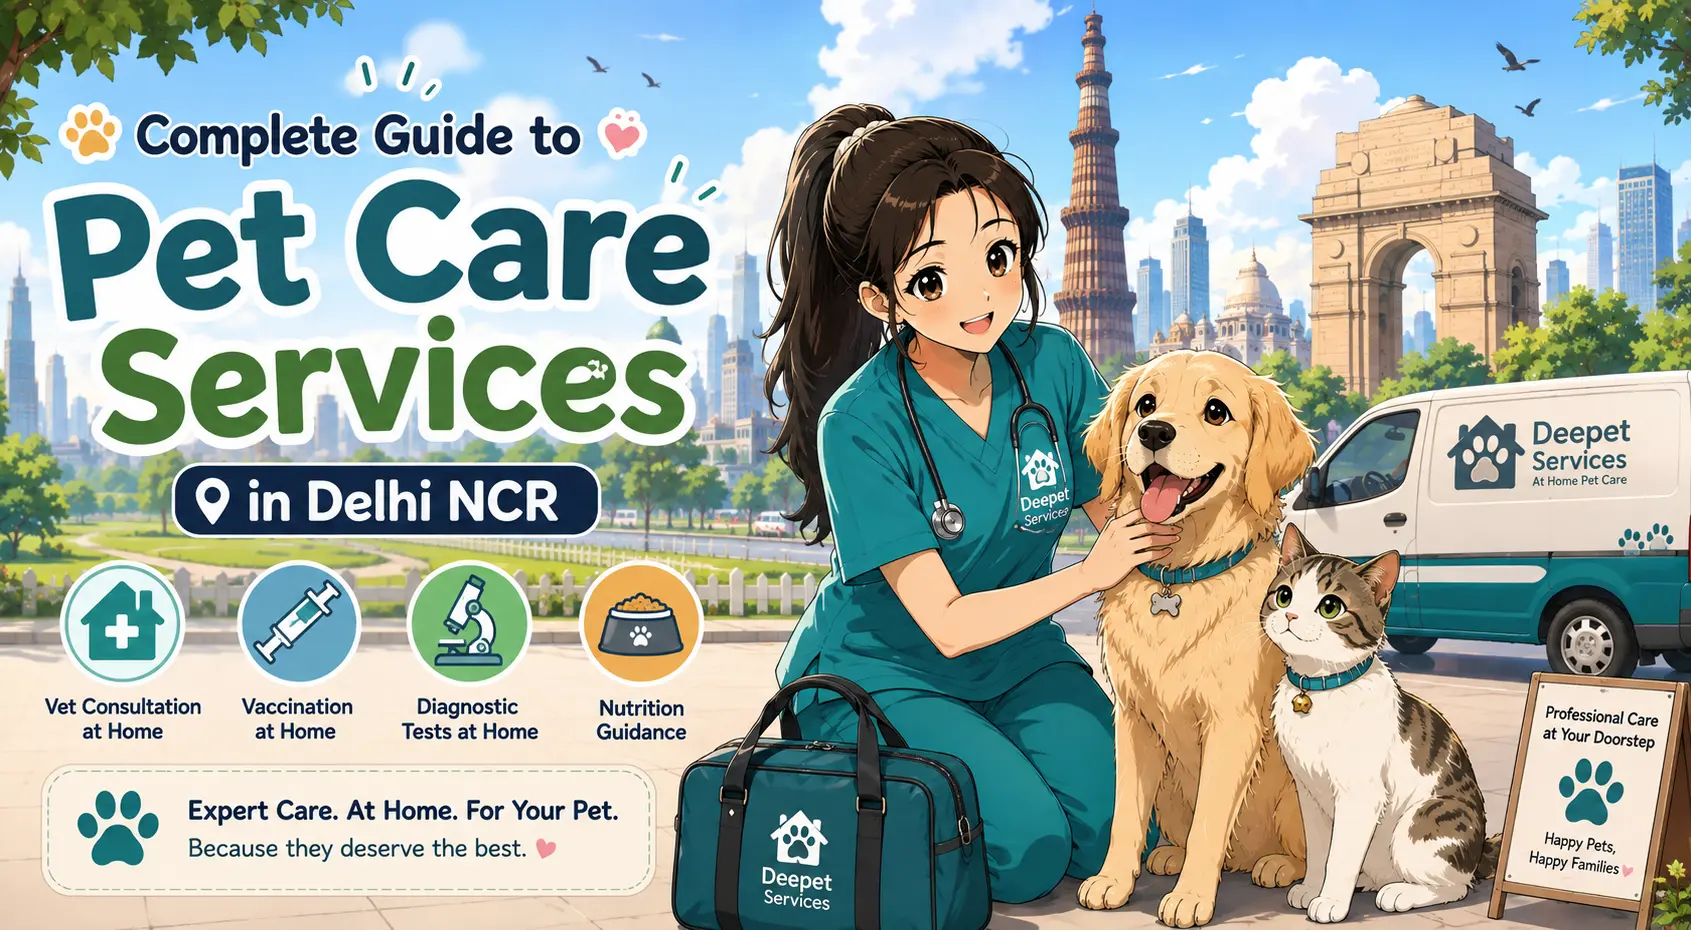 Complete Guide to
Pet Care
Services
in Delhi NCR
Vet Consultation
at Home
Vaccination
at Home
Diagnostic
Tests at Home
Nutrition
Guidance
Expert Care. At Home. For Your Pet.
Because they deserve the best.
Deepet
Services
Deepet
Services
Deepet
Services
At Home Pet Care
Professional Care
at Your Doorstep
Happy Pets,
Happy Families